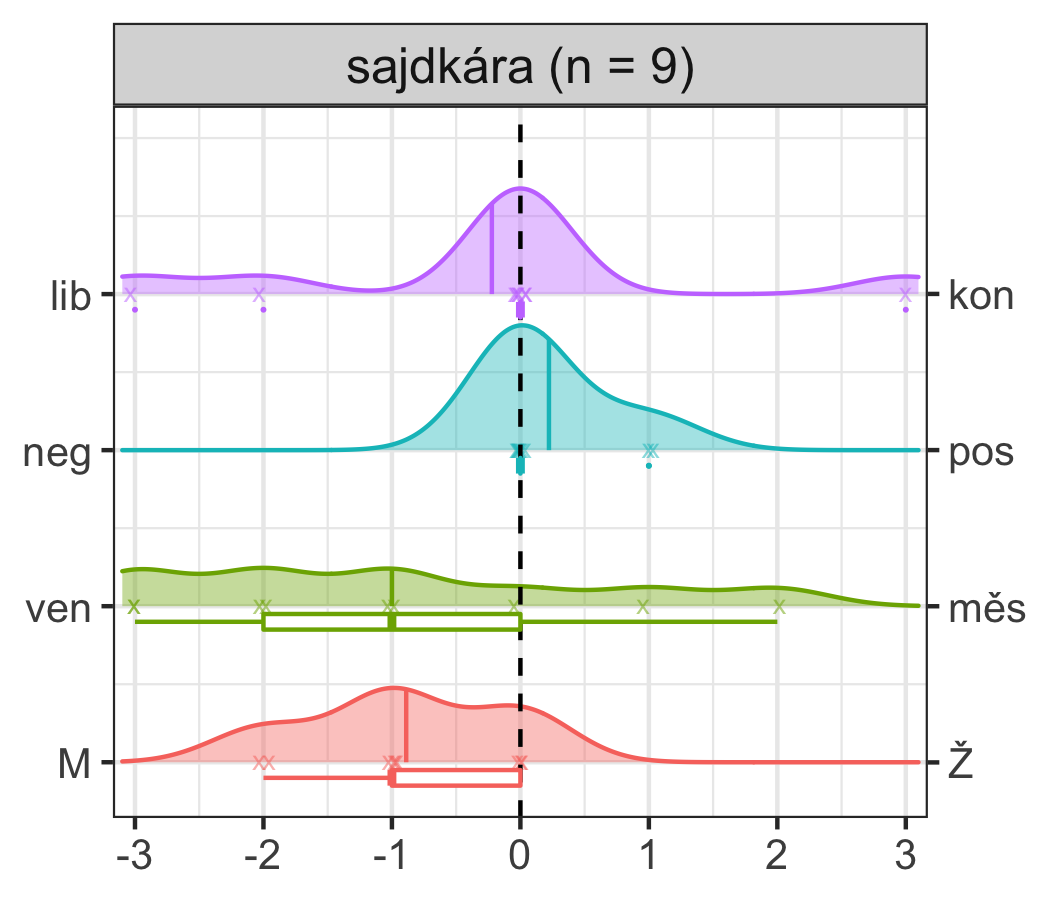 sajdkára (n = 9)
lib kon
neg pos
ven měs
M Ž
-3 -2 -1 0 1 2 3